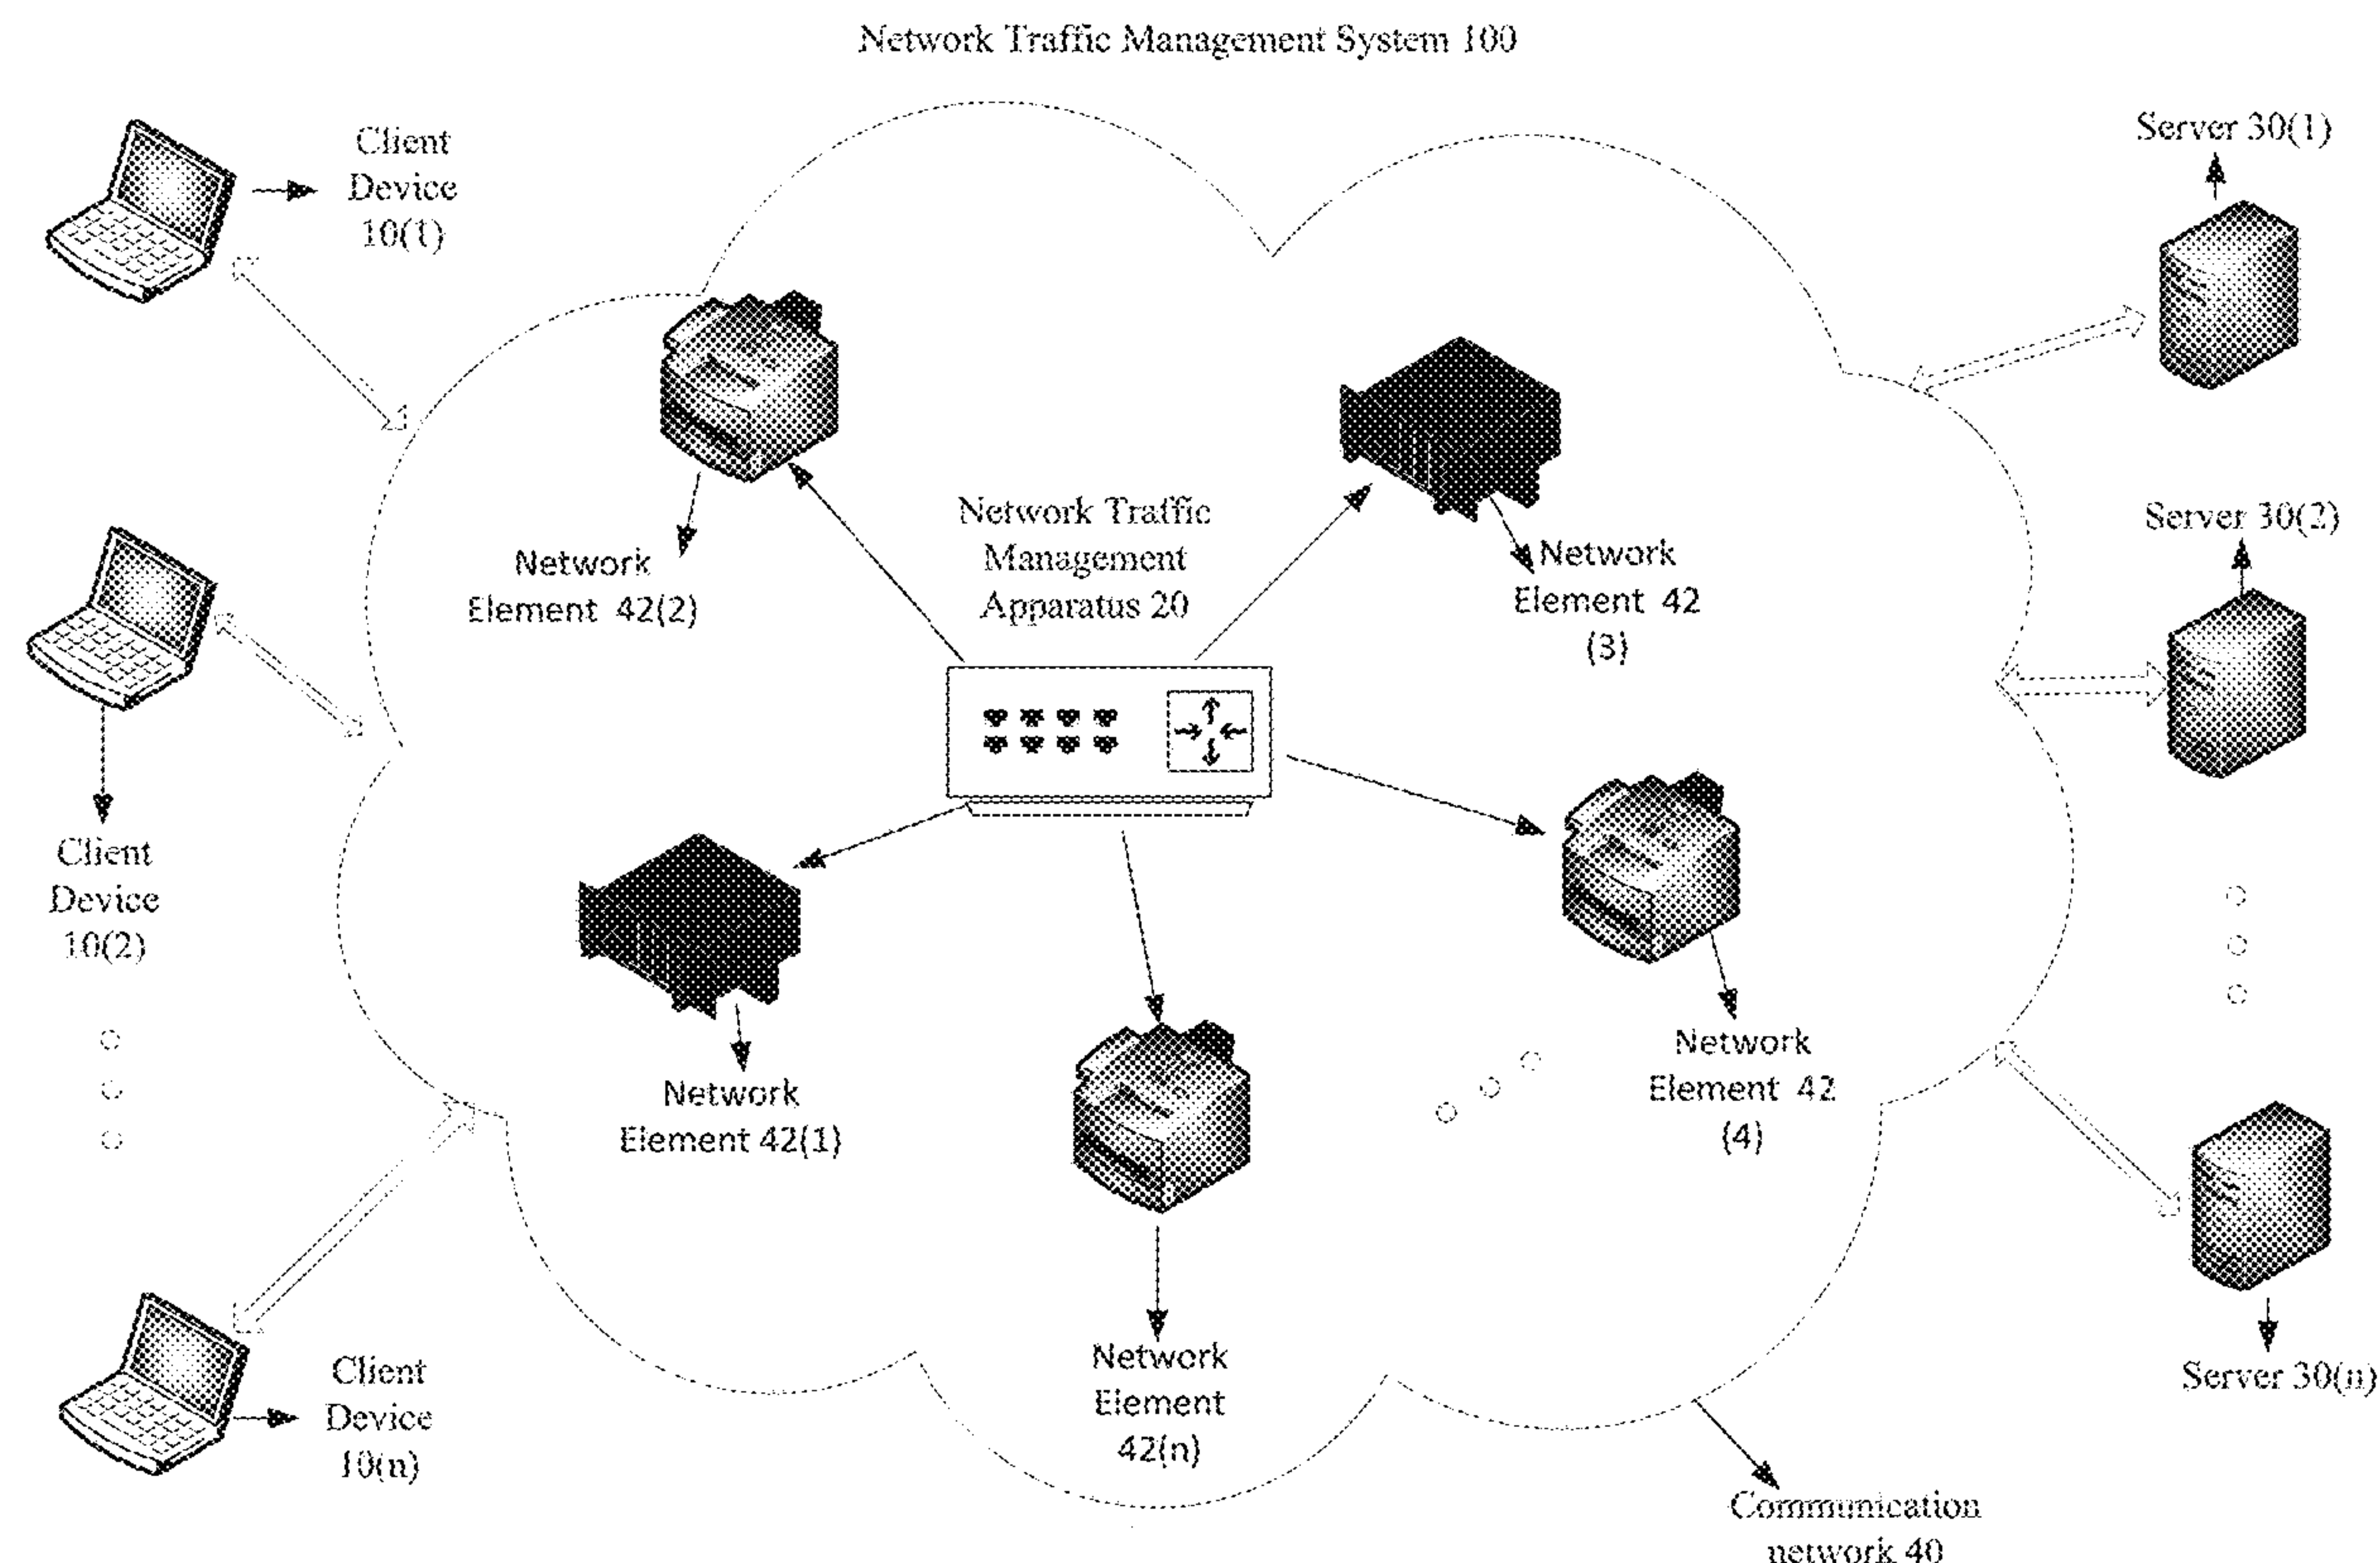 Network Traffic Management System 100
Client
Device
10(1)
Server 30(1)
Network Traffic
Management
Apparatus 20
Network
Element 42(2)
Network
Element 42
(3)
Server 30(2)
Client
Device
10(2)
Network
Element 42(1)
Network
Element 42
(4)
Network
Element
42(n)
Client
Device
10(n)
Server 30(n)
Communication
network 40